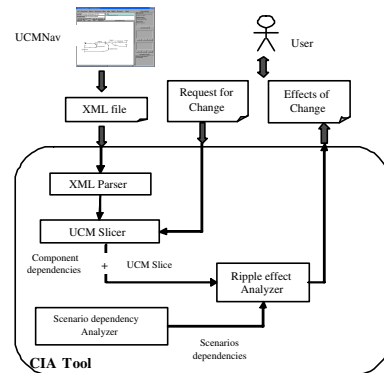 UCMNav
User
XML file
Request for
Change
Effects of
Change
XML Parser
UCM Slicer
Component
dependencies
+
UCM Slice
Ripple effect
Analyzer
Scenario dependency
Analyzer
Scenarios
dependencies
CIA Tool